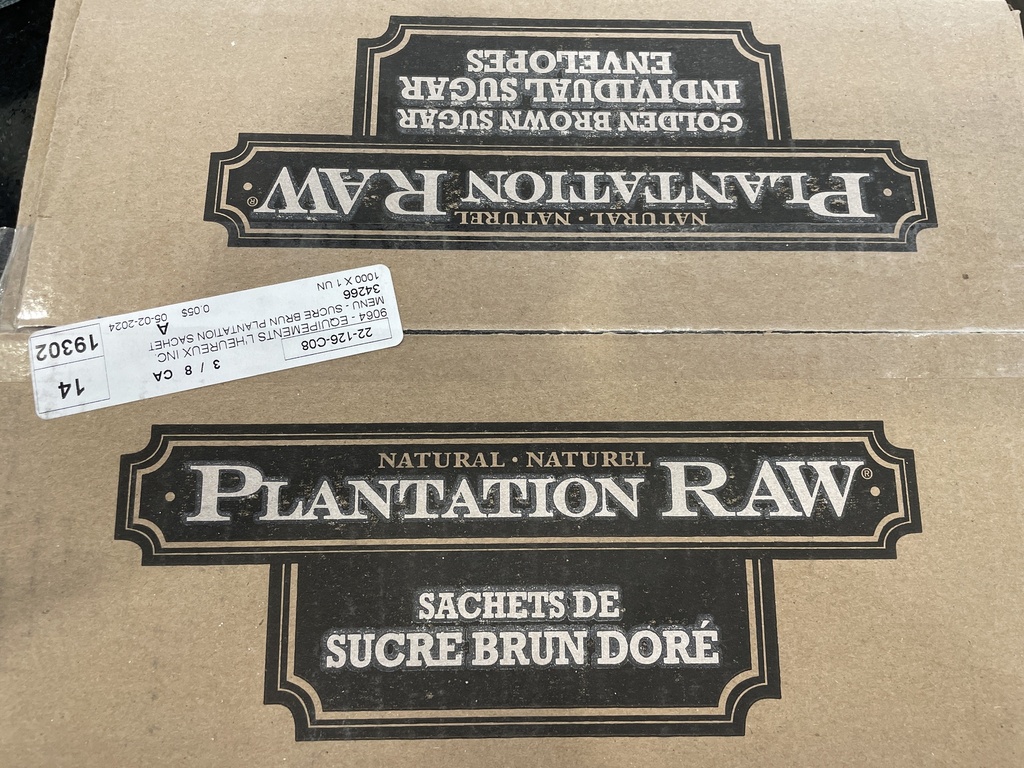 GOLDEN BROWN SUGAR
INDIVIDUAL SUGAR
ENVELOPES
NATURAL · NATUREL
PLANTATION RAW®
22-126-C08
3 / 8 CA
14
19302
9064 - EQUIPEMENTS L'HEUREUX INC.
MENU - SUCRE BRUN PLANTATION SACHET
34266
A
1000 X 1 UN
0.05$
05-02-2024
NATURAL · NATUREL
PLANTATION RAW®
SACHETS DE
SUCRE BRUN DORÉ